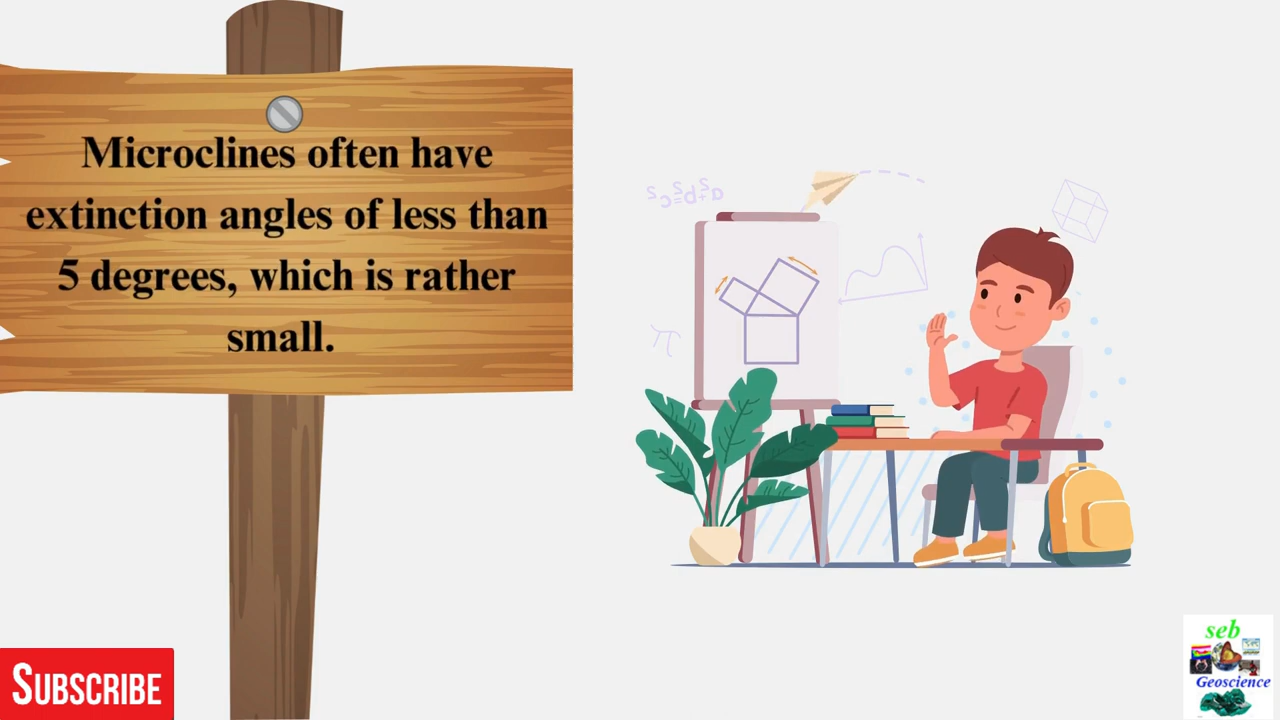 Microclines often have
extinction angles of less than
5 degrees, which is rather
small.
SUBSCRIBE
seb
Geoscience
π